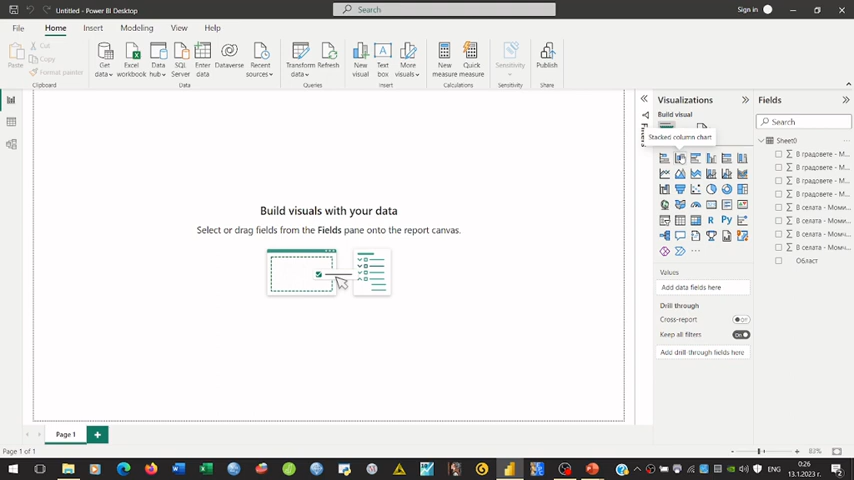 Untitled - Power BI Desktop
Search
Sign in
File
Home
Insert
Modeling
View
Help
Paste
Cut
Copy
Format painter
Clipboard
Get data
Excel workbook
Data hub
SQL Server
Enter data
Dataverse
Recent sources
Data
Transform data
Refresh
Queries
New visual
Text box
More visuals
Insert
New measure
Quick measure
Calculations
Sensitivity
Sensitivity
Publish
Share
Visualizations
Build visual
Stacked column chart
Filters
R
Py
Values
Add data fields here
Drill through
Cross-report
Off
Keep all filters
On
Add drill through fields here
Fields
Search
Sheet0
В градовете - М...
В градовете - М...
В градовете - М...
В градовете - М...
В селата - Моми...
В селата - Моми...
В селата - Момч...
В селата - Момч...
Област
Build visuals with your data
Select or drag fields from the Fields pane onto the report canvas.
Page 1
Page 1 of 1
83%
ENG
0:26
13.1.2023 г.